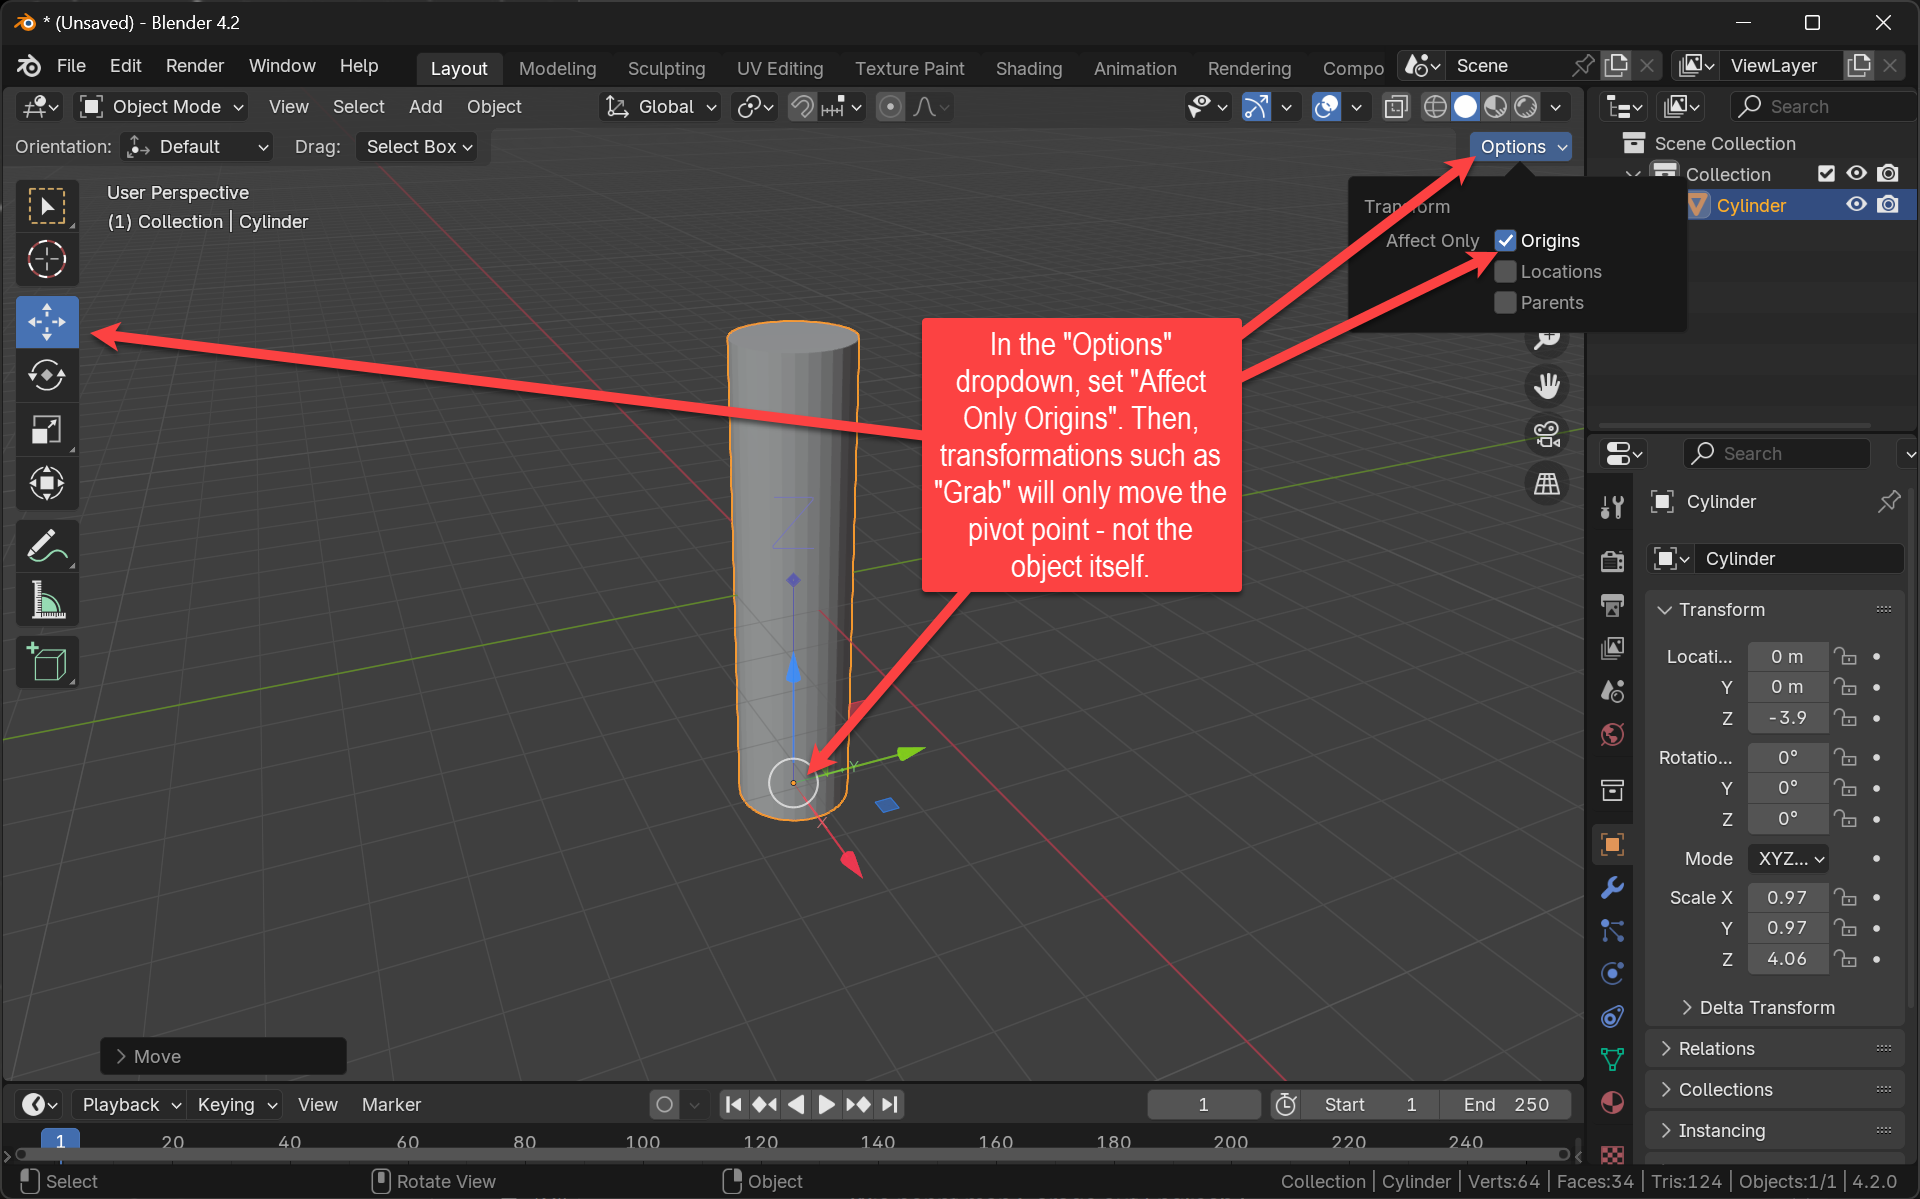 * (Unsaved) - Blender 4.2
File Edit Render Window Help Layout Modeling Sculpting UV Editing Texture Paint Shading Animation Rendering Compo Scene ViewLayer
Object Mode View Select Add Object Global Search
Orientation: Default Drag: Select Box Options
Scene Collection
Collection
Cylinder
User Perspective
(1) Collection | Cylinder
Transform
Affect Only Origins
Locations
Parents
In the "Options"
dropdown, set "Affect
Only Origins". Then,
transformations such as
"Grab" will only move the
pivot point - not the
object itself.
Z
Y
X
Search
Cylinder
Cylinder
Transform
Locati... 0 m
Y 0 m
Z -3.9
Rotatio... 0°
Y 0°
Z 0°
Mode XYZ...
Scale X 0.97
Y 0.97
Z 4.06
Delta Transform
Relations
Collections
Instancing
Move
Playback Keying View Marker 1 Start 1 End 250
1 20 40 60 80 100 120 140 160 180 200 220 240
Select Rotate View Object Collection | Cylinder | Verts:64 | Faces:34 | Tris:124 | Objects:1/1 | 4.2.0